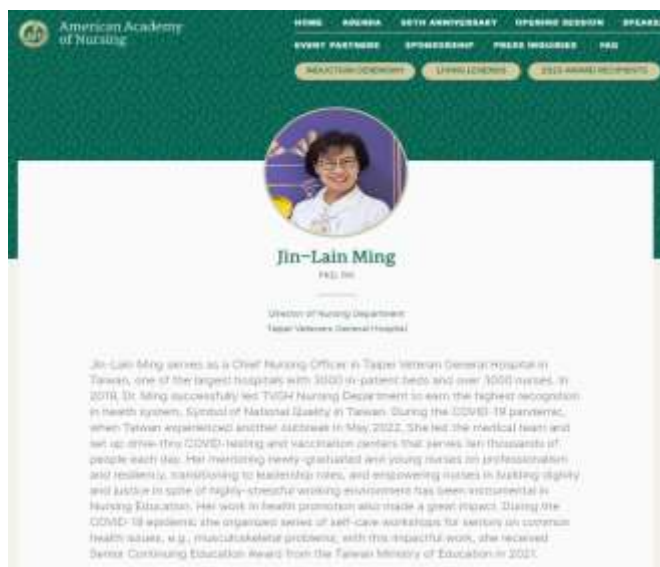 American Academy
of Nursing
HOME AGENDA 50TH ANNIVERSARY OPENING SESSION SPEAKE
EVENT PARTNERS SPONSORSHIP PRESS INQUIRIES FAQ
INDUCTION CEREMONY LIVING LEGENDS 2023 AWARD RECIPIENTS
Jin-Lain Ming
PhD, RN
Director of Nursing Department
Taipei Veterans General Hospital
Jin-Lain Ming serves as a Chief Nursing Officer in Taipei Veteran General Hospital in
Taiwan, one of the largest hospitals with 3000 in-patient beds and over 3000 nurses. In
2019, Dr. Ming successfully led TVGH Nursing Department to earn the highest recognition
in health system, Symbol of National Quality in Taiwan. During the COVID-19 pandemic,
when Taiwan experienced another outbreak in May 2022, She led the medical team and
set up drive-thru COVID-testing and vaccination centers that serves ten thousands of
people each day. Her mentoring newly-graduated and young nurses on professionalism
and resiliency, transitioning to leadership roles, and empowering nurses in building dignity
and justice in spite of highly-stressful working environment has been instrumental in
Nursing Education. Her work in health promotion also made a great impact. During the
COVID-19 epidemic, she organized series of self-care workshops for seniors on common
health issues, e.g., musculoskeletal problems; with this impactful work, she received
Senior Continuing Education Award from the Taiwan Ministry of Education in 2021.